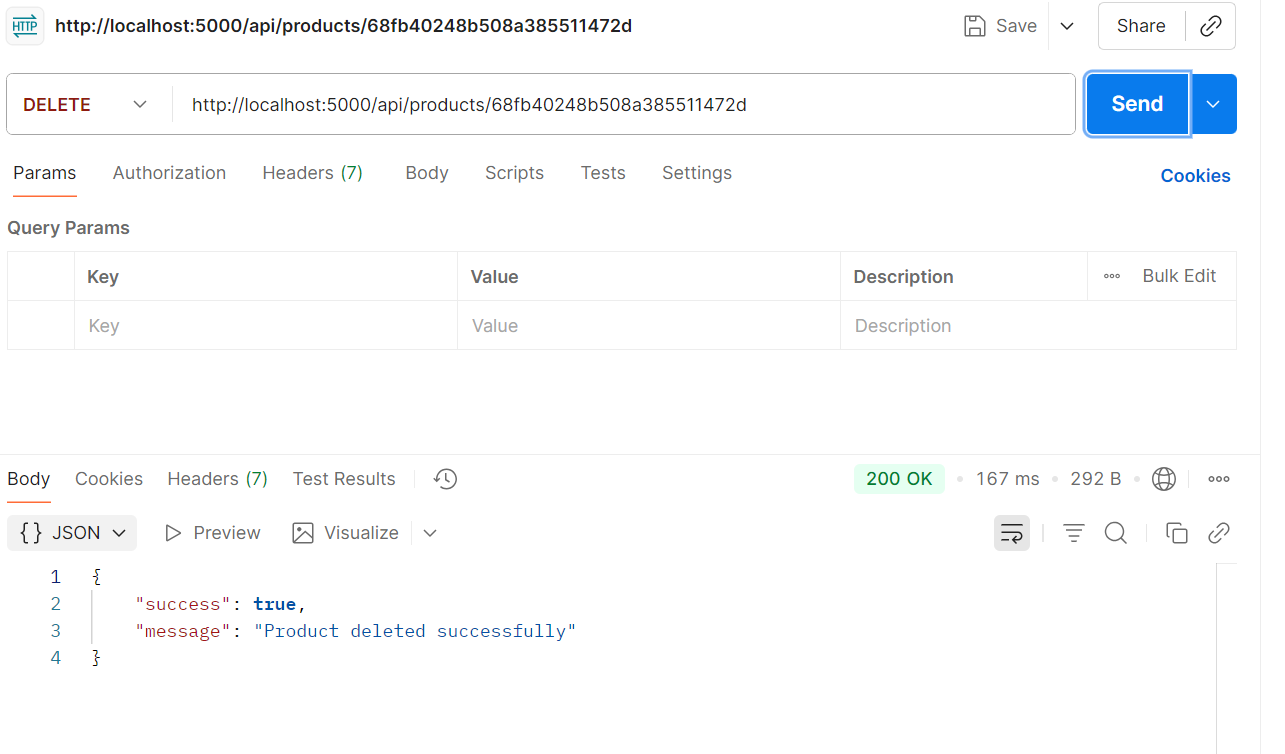 HTTP http://localhost:5000/api/products/68fb40248b508a385511472d Save Share
DELETE http://localhost:5000/api/products/68fb40248b508a385511472d Send
Params Authorization Headers (7) Body Scripts Tests Settings Cookies
Query Params
Key Value Description Bulk Edit
Key Value Description
Body Cookies Headers (7) Test Results 200 OK • 167 ms • 292 B •
{} JSON Preview Visualize
1 {
2 "success": true,
3 "message": "Product deleted successfully"
4 }